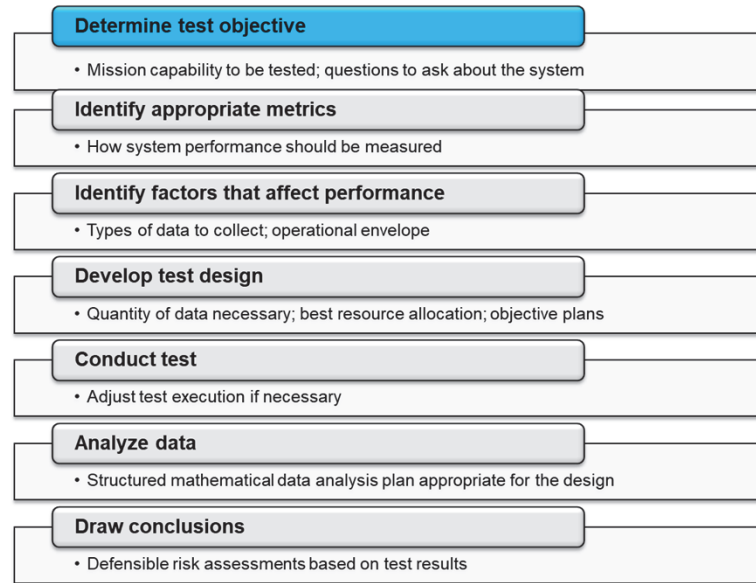 Determine test objective
• Mission capability to be tested; questions to ask about the system
Identify appropriate metrics
• How system performance should be measured
Identify factors that affect performance
• Types of data to collect; operational envelope
Develop test design
• Quantity of data necessary; best resource allocation; objective plans
Conduct test
• Adjust test execution if necessary
Analyze data
• Structured mathematical data analysis plan appropriate for the design
Draw conclusions
• Defensible risk assessments based on test results